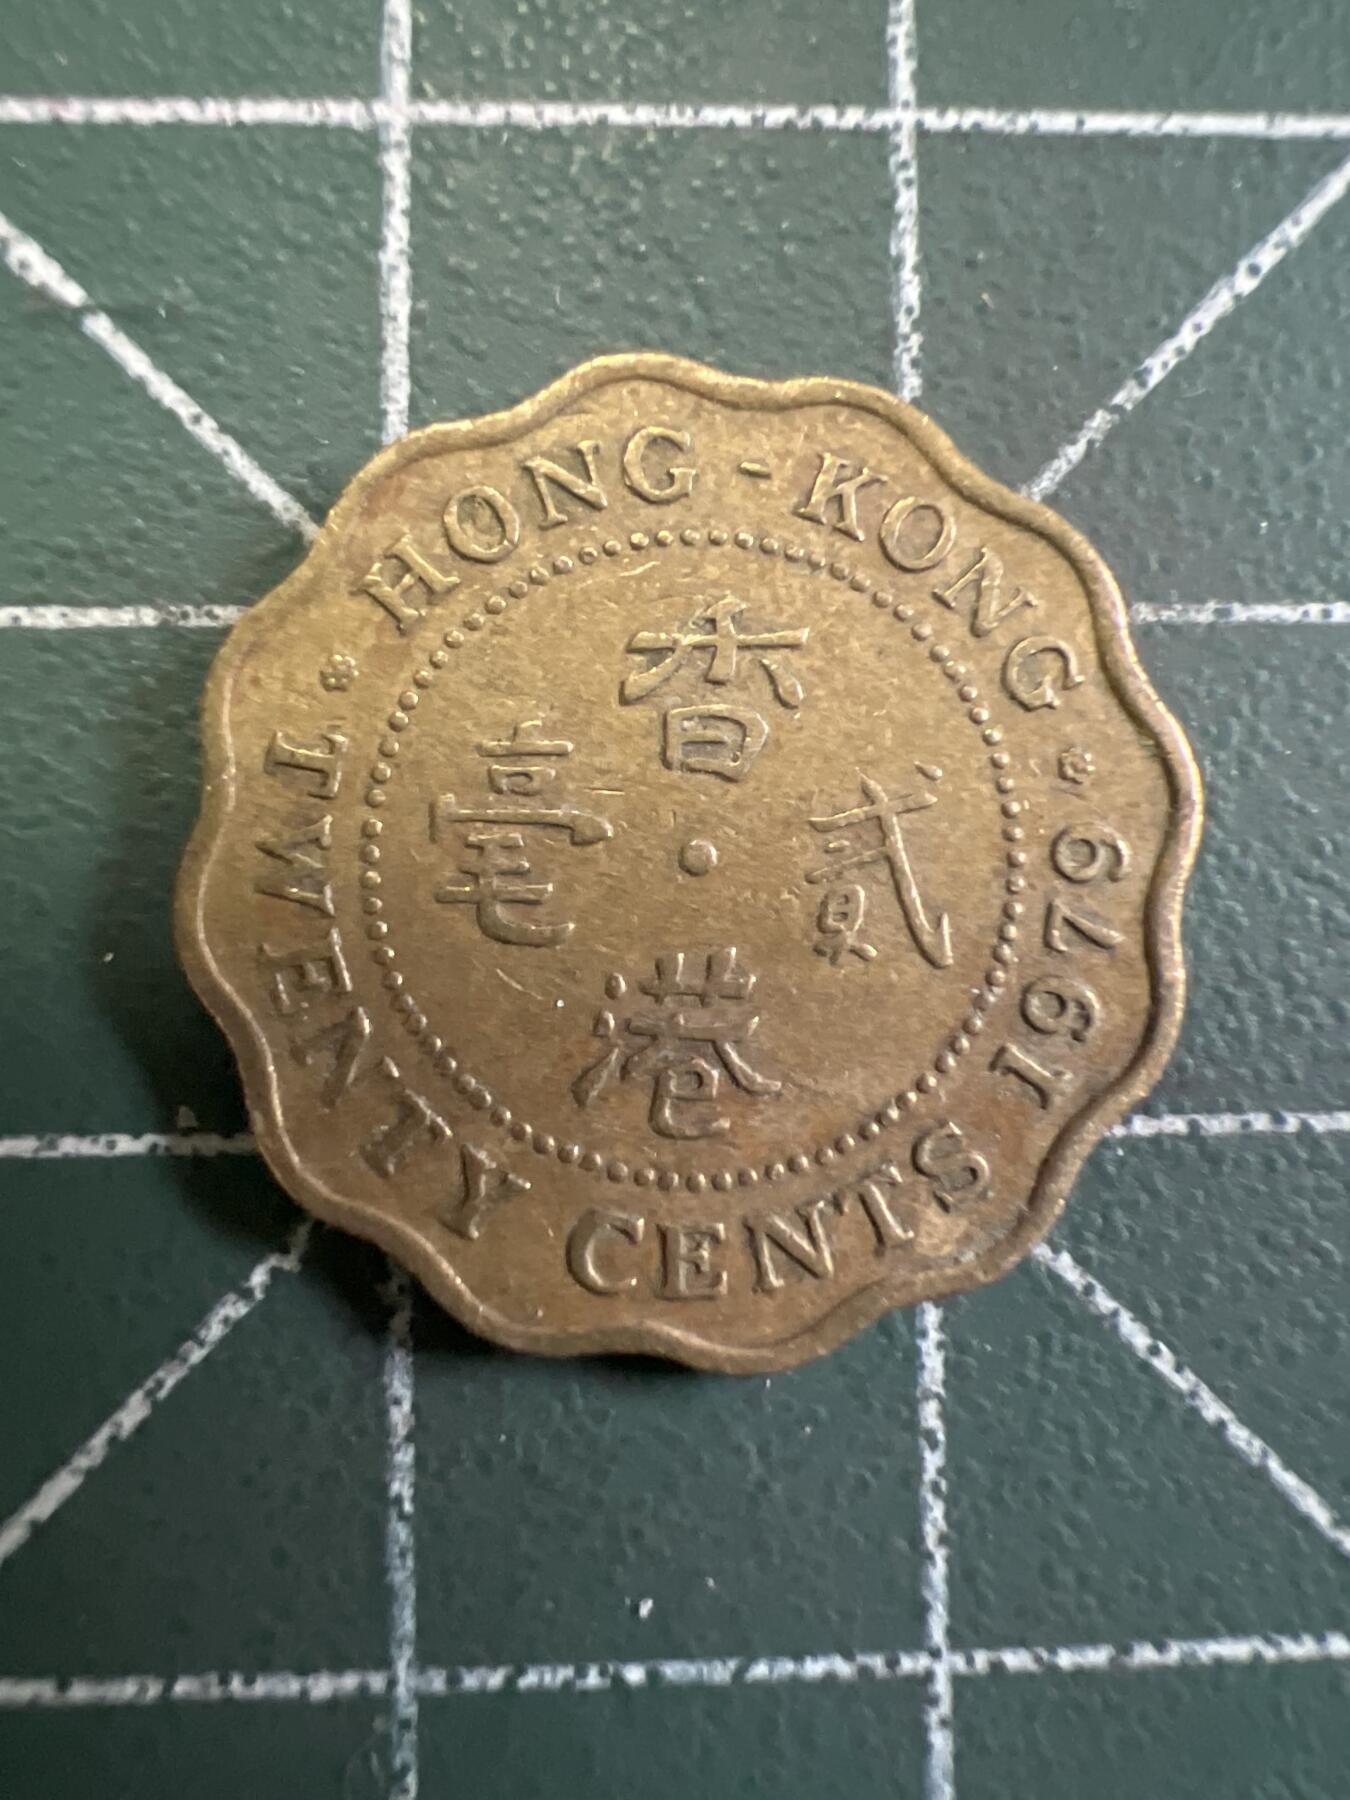 HONG - KONG
TWENTY CENTS 1979
香港
貳毫